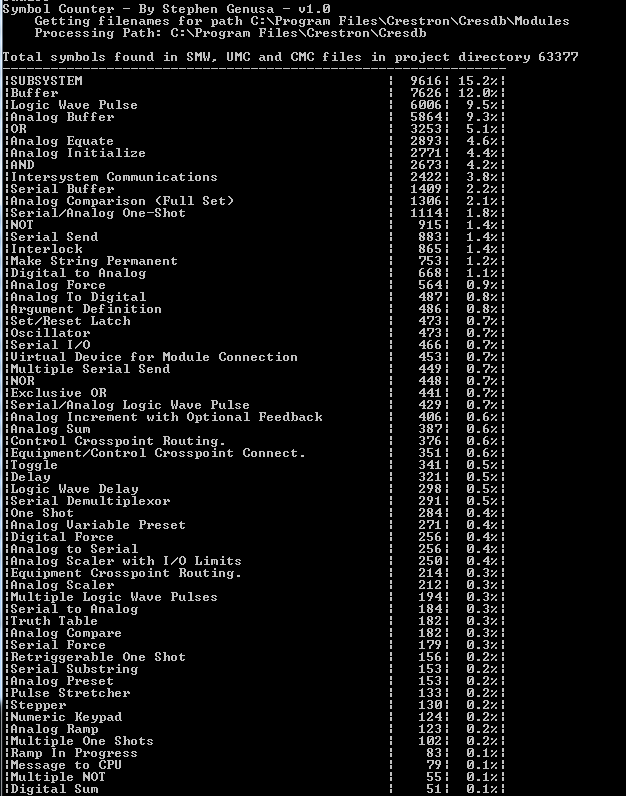 Symbol Counter - By Stephen Genusa - v1.0
Getting filenames for path C:\Program Files\Crestron\Cresdb\Modules
Processing Path: C:\Program Files\Crestron\Cresdb
Total symbols found in SMW, UMC and CMC files in project directory 63377
|SUBSYSTEM | 9616| 15.2%|
|Buffer | 7626| 12.0%|
|Logic Wave Pulse | 6006| 9.5%|
|Analog Buffer | 5864| 9.3%|
|OR | 3253| 5.1%|
|Analog Equate | 2893| 4.6%|
|Analog Initialize | 2771| 4.4%|
|AND | 2673| 4.2%|
|Intersystem Communications | 2422| 3.8%|
|Serial Buffer | 1409| 2.2%|
|Analog Comparison (Full Set) | 1306| 2.1%|
|Serial/Analog One-Shot | 1114| 1.8%|
|NOT | 915| 1.4%|
|Serial Send | 883| 1.4%|
|Interlock | 865| 1.4%|
|Make String Permanent | 753| 1.2%|
|Digital to Analog | 668| 1.1%|
|Analog Force | 564| 0.9%|
|Analog To Digital | 487| 0.8%|
|Argument Definition | 486| 0.8%|
|Set/Reset Latch | 473| 0.7%|
|Oscillator | 473| 0.7%|
|Serial I/O | 466| 0.7%|
|Virtual Device for Module Connection | 453| 0.7%|
|Multiple Serial Send | 449| 0.7%|
|NOR | 448| 0.7%|
|Exclusive OR | 441| 0.7%|
|Serial/Analog Logic Wave Pulse | 429| 0.7%|
|Analog Increment with Optional Feedback | 406| 0.6%|
|Analog Sum | 387| 0.6%|
|Control Crosspoint Routing. | 376| 0.6%|
|Equipment/Control Crosspoint Connect. | 351| 0.6%|
|Toggle | 341| 0.5%|
|Delay | 321| 0.5%|
|Logic Wave Delay | 298| 0.5%|
|Serial Demultiplexor | 291| 0.5%|
|One Shot | 284| 0.4%|
|Analog Variable Preset | 271| 0.4%|
|Digital Force | 256| 0.4%|
|Analog to Serial | 256| 0.4%|
|Analog Scaler with I/O Limits | 250| 0.4%|
|Equipment Crosspoint Routing. | 214| 0.3%|
|Analog Scaler | 212| 0.3%|
|Multiple Logic Wave Pulses | 194| 0.3%|
|Serial to Analog | 184| 0.3%|
|Truth Table | 182| 0.3%|
|Analog Compare | 182| 0.3%|
|Serial Force | 179| 0.3%|
|Retriggerable One Shot | 156| 0.2%|
|Serial Substring | 153| 0.2%|
|Analog Preset | 153| 0.2%|
|Pulse Stretcher | 133| 0.2%|
|Stepper | 130| 0.2%|
|Numeric Keypad | 124| 0.2%|
|Analog Ramp | 123| 0.2%|
|Multiple One Shots | 102| 0.2%|
|Ramp In Progress | 83| 0.1%|
|Message to CPU | 79| 0.1%|
|Multiple NOT | 55| 0.1%|
|Digital Sum | 51| 0.1%|